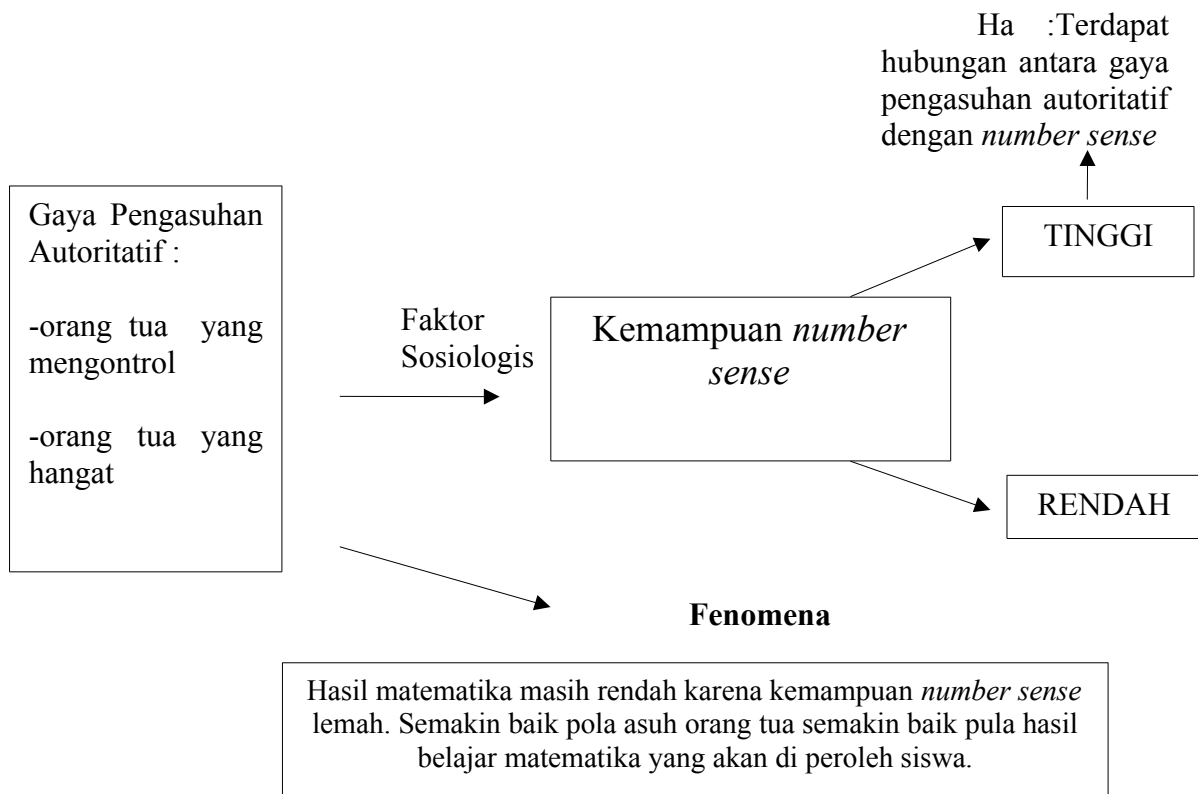 Ha :Terdapat
hubungan antara gaya
pengasuhan autoritatif
dengan number sense
Gaya Pengasuhan
Autoritatif :
-orang tua yang
mengontrol
-orang tua yang
hangat
Faktor
Sosiologis
Kemampuan number
sense
TINGGI
RENDAH
Fenomena
Hasil matematika masih rendah karena kemampuan number sense
lemah. Semakin baik pola asuh orang tua semakin baik pula hasil
belajar matematika yang akan di peroleh siswa.